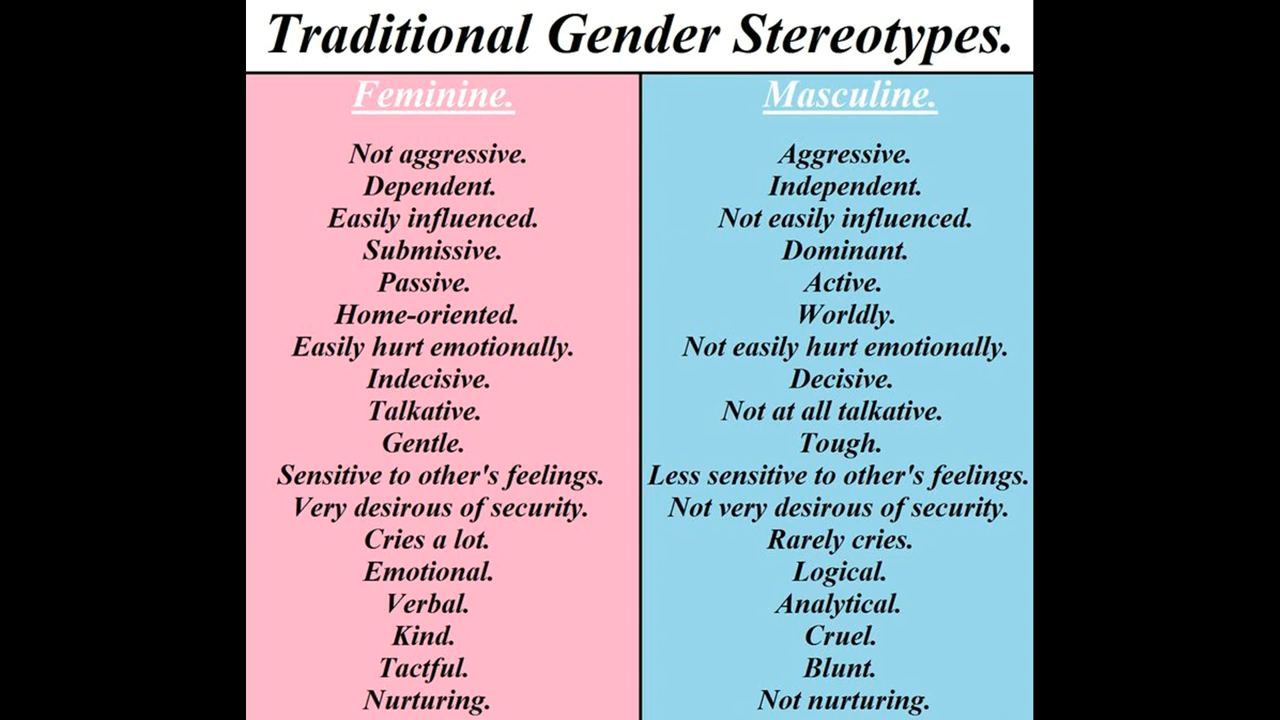 Traditional Gender Stereotypes.
Feminine.
Not aggressive.
Dependent.
Easily influenced.
Submissive.
Passive.
Home-oriented.
Easily hurt emotionally.
Indecisive.
Talkative.
Gentle.
Sensitive to other's feelings.
Very desirous of security.
Cries a lot.
Emotional.
Verbal.
Kind.
Tactful.
Nurturing.
Masculine.
Aggressive.
Independent.
Not easily influenced.
Dominant.
Active.
Worldly.
Not easily hurt emotionally.
Decisive.
Not at all talkative.
Tough.
Less sensitive to other's feelings.
Not very desirous of security.
Rarely cries.
Logical.
Analytical.
Cruel.
Blunt.
Not nurturing.